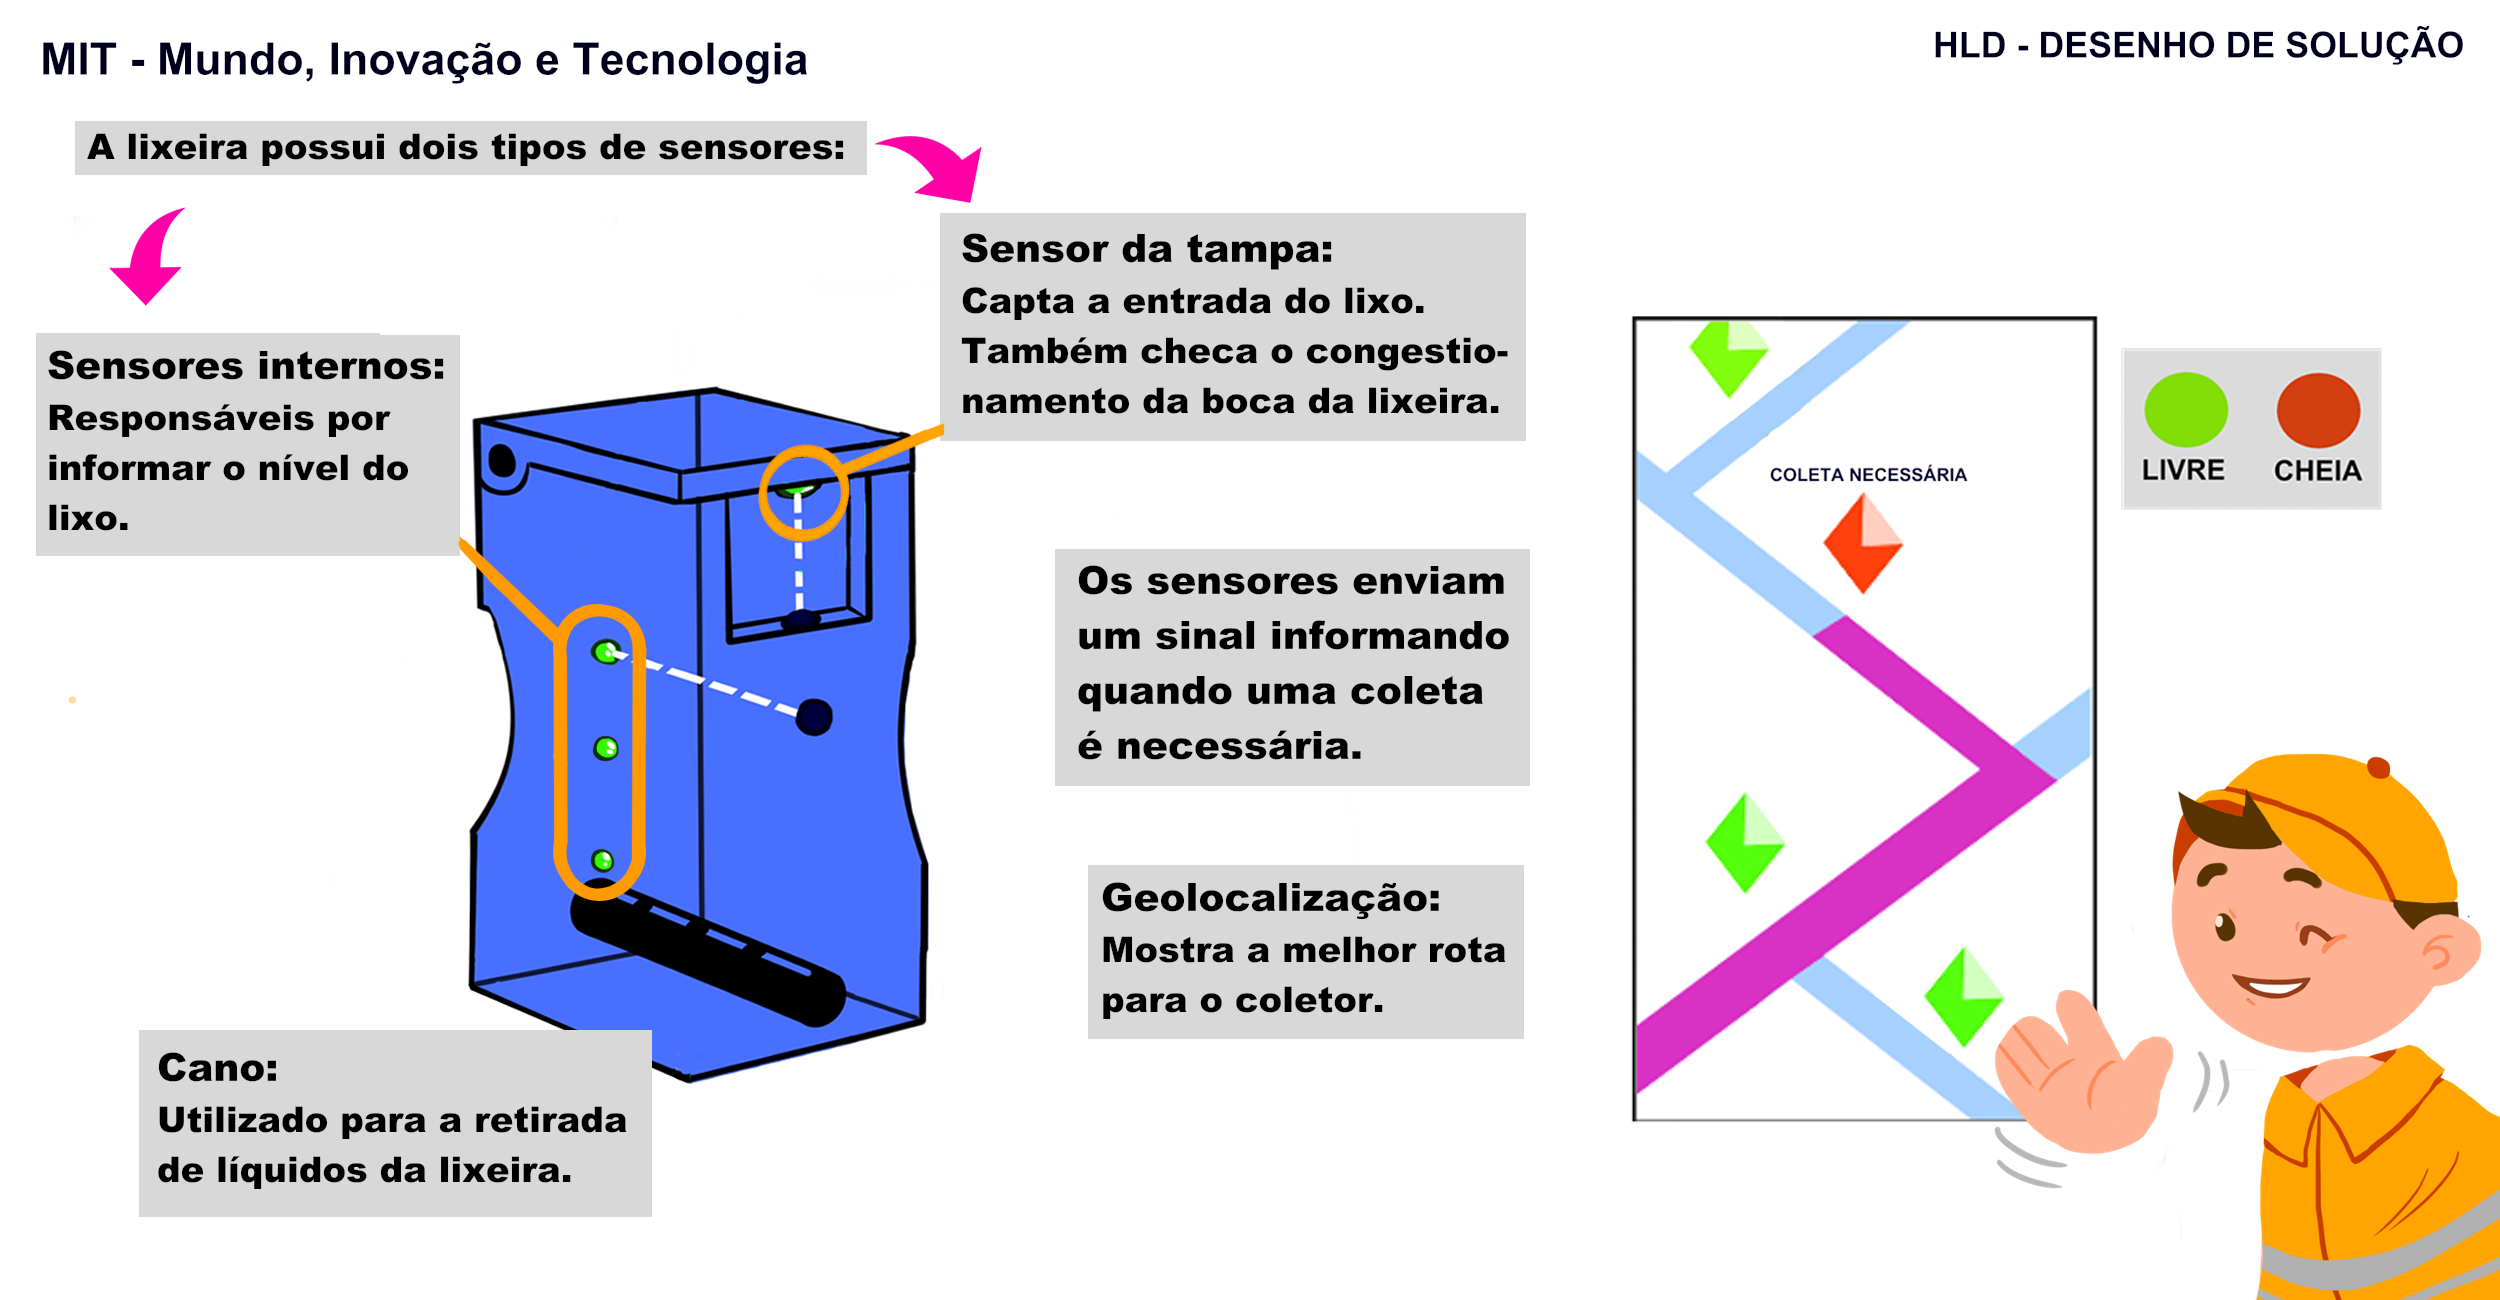 MIT - Mundo, Inovação e Tecnologia
HLD - DESENHO DE SOLUÇÃO
A lixeira possui dois tipos de sensores:
Sensor da tampa:
Capta a entrada do lixo.
Também checa o congestio-
namento da boca da lixeira.
Sensores internos:
Responsáveis por
informar o nível do
lixo.
Os sensores enviam
um sinal informando
quando uma coleta
é necessária.
Geolocalização:
Mostra a melhor rota
para o coletor.
Cano:
Utilizado para a retirada
de líquidos da lixeira.
COLETA NECESSÁRIA
LIVRE
CHEIA